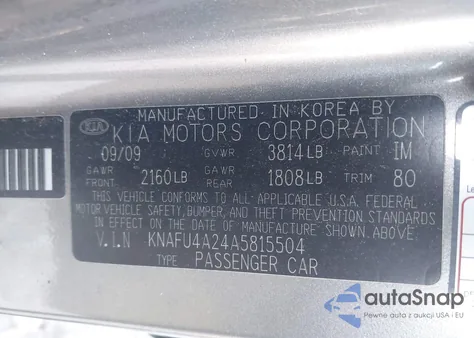 MANUFACTURED IN KOREA BY
KIA KIA MOTORS CORPORATION
09/09 GVWR 3814LB PAINT IM
GAWR FRONT 2160LB GAWR REAR 1808LB TRIM 80
THIS VEHICLE CONFORMS TO ALL APPLICABLE U.S.A. FEDERAL
MOTOR VEHICLE SAFETY, BUMPER, AND THEFT PREVENTION STANDARDS
IN EFFECT ON THE DATE OF MANUFACTURE SHOWN ABOVE.
V.I.N KNAFU4A24A5815504
TYPE PASSENGER CAR
autoSnap
Pewne auto z aukcji USA i EU